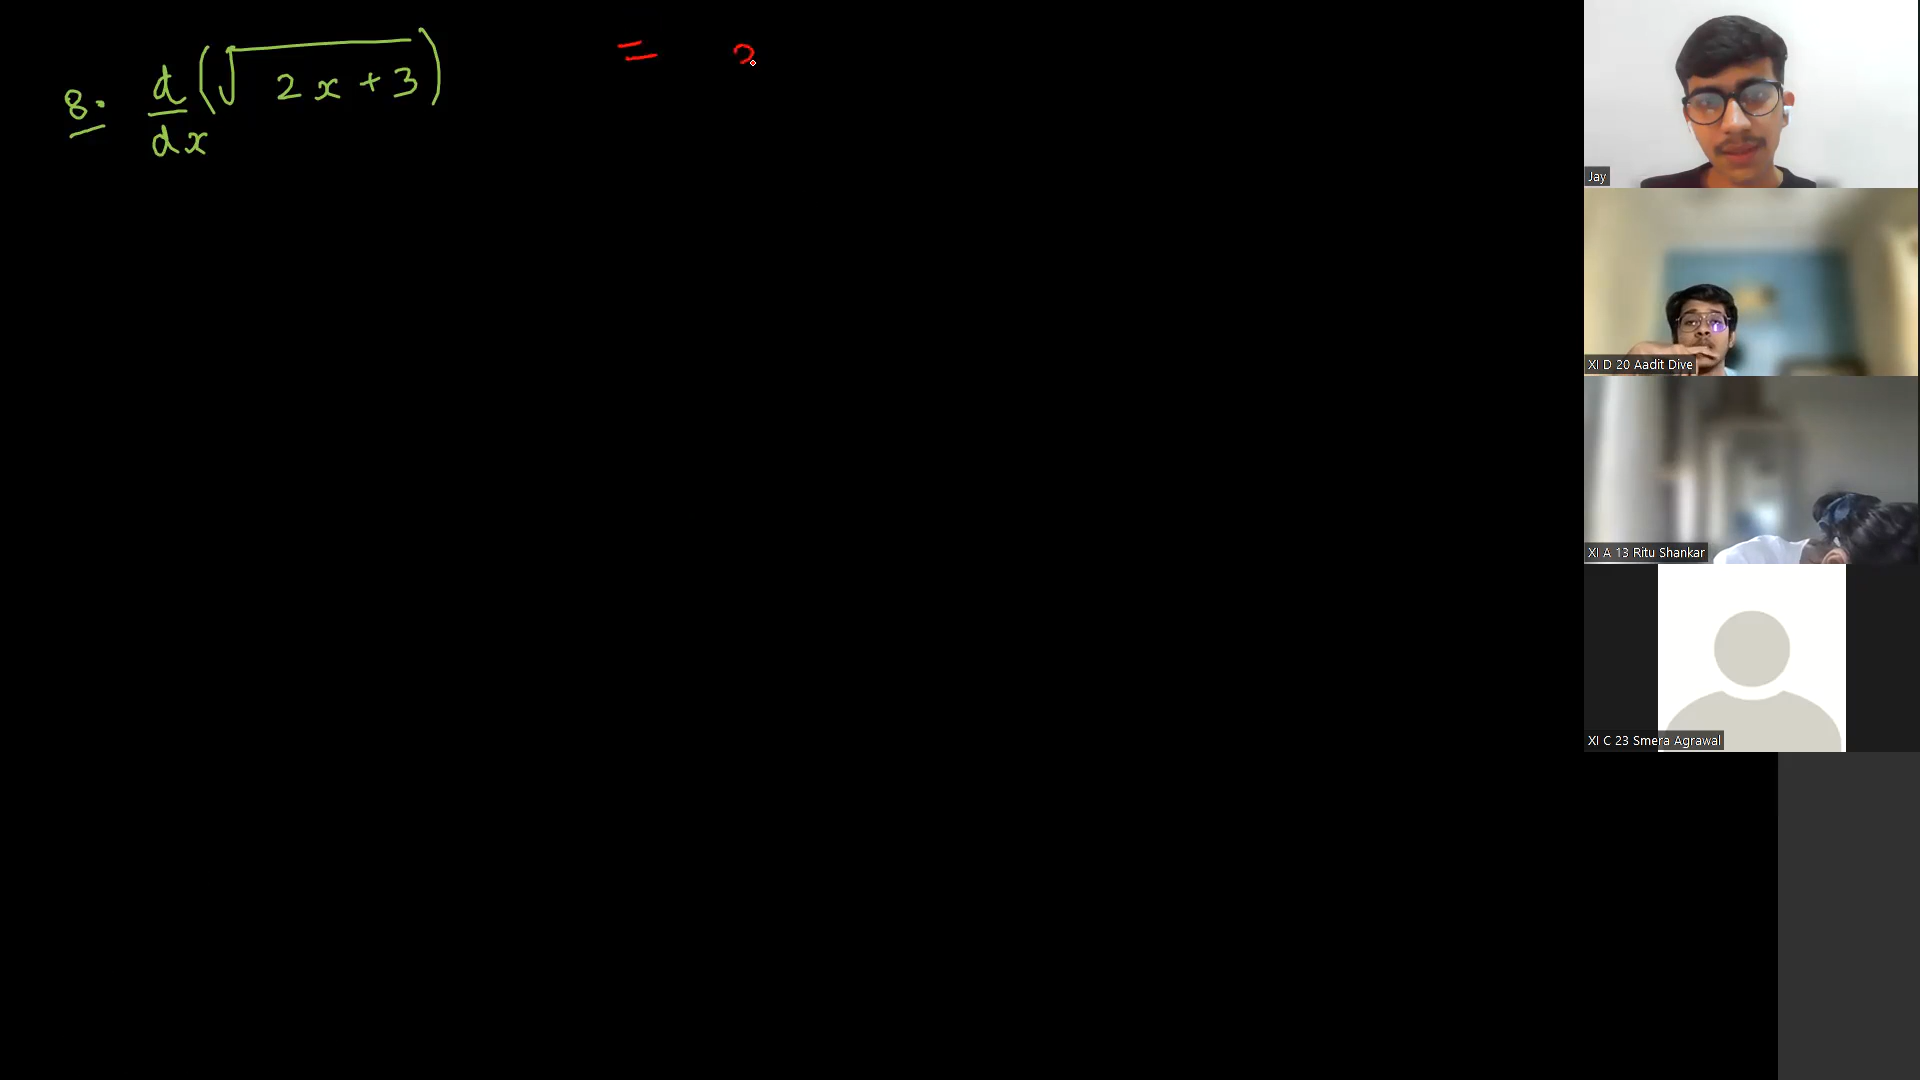 8. d/dx (√2x+3) =
Jay
XI D 20 Aadit Dive
XI A 13 Ritu Shankar
XI C 23 Smera Agrawal